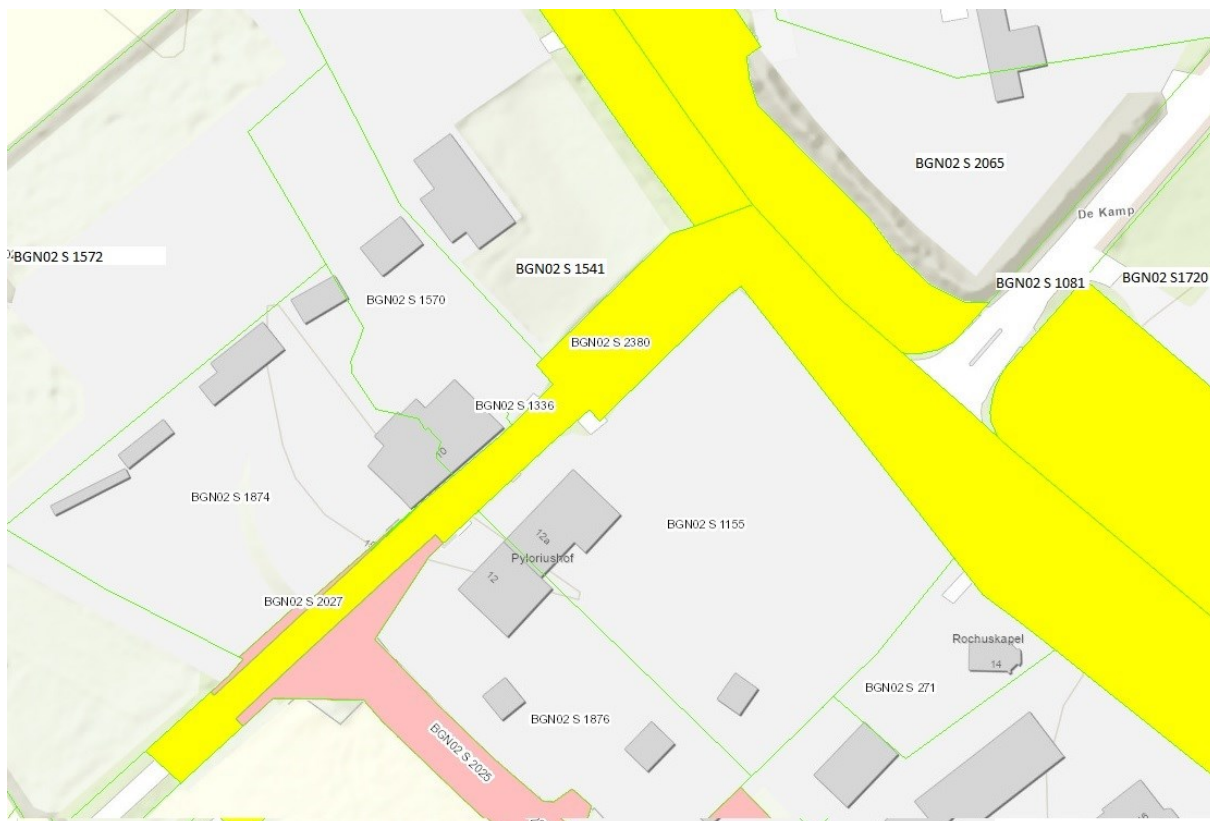 BGN02 S 2065
De Kamp
BGN02 S 1572
BGN02 S 1541
BGN02 S 1081
BGN02 S1720
BGN02 S 1570
BGN02 S 2380
BGN02 S 1336
10
BGN02 S 1874
BGN02 S 1155
12a
Pyloriushof
12
BGN02 S 2027
Rochuskapel
14
BGN02 S 271
BGN02 S 1876
BGN02 S 2025